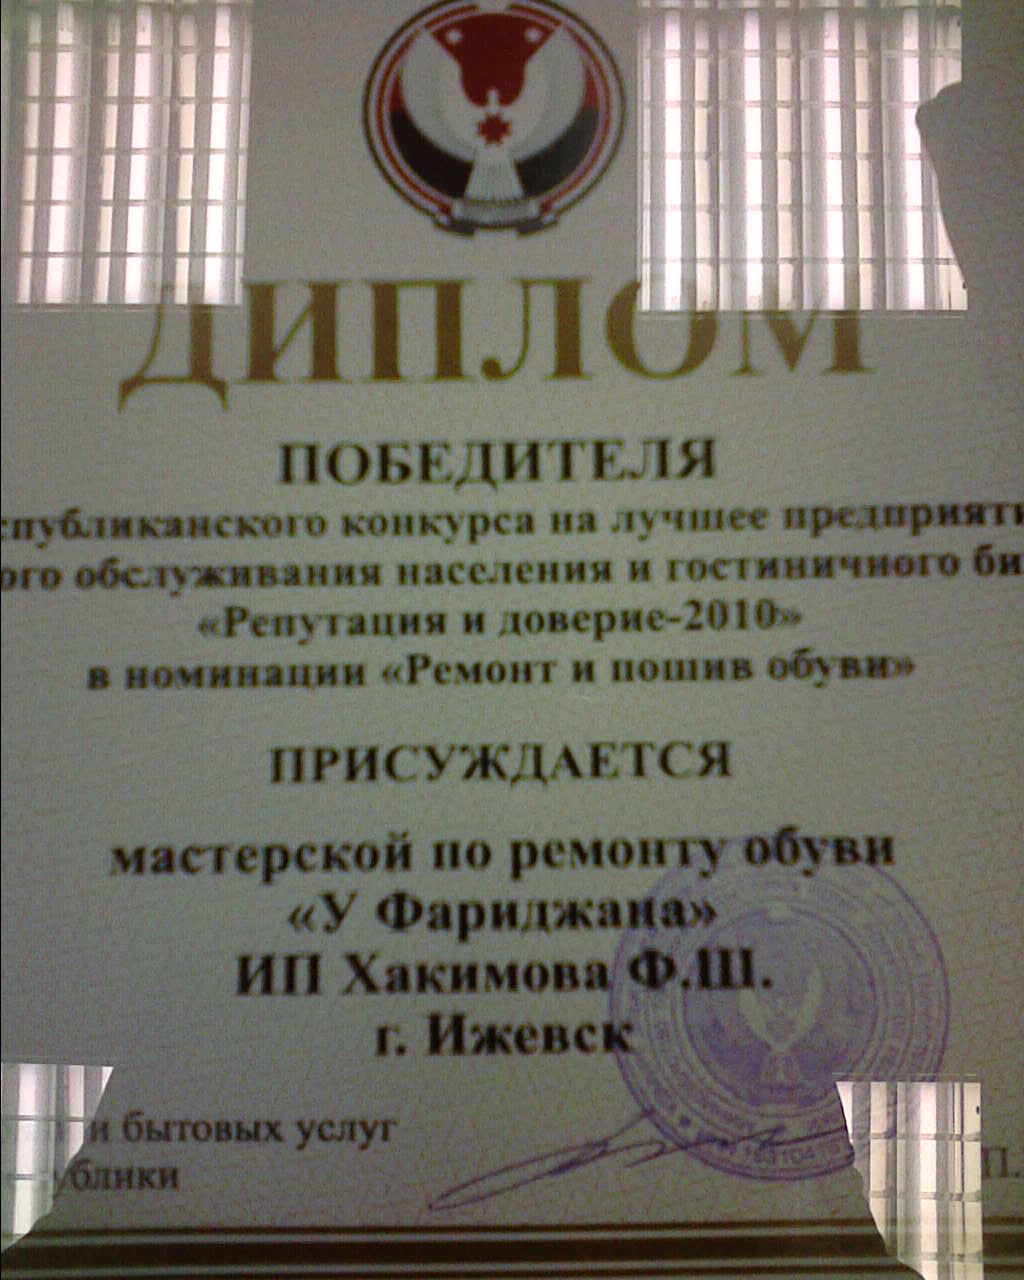 ДИПЛОМ
ПОБЕДИТЕЛЯ
спубликанского конкурса на лучшее предприяти
ого обслуживания населения и гостиничного би
«Репутация и доверие-2010»
в номинации «Ремонт и пошив обуви»
ПРИСУЖДАЕТСЯ
мастерской по ремонту обуви
«У Фариджана»
ИП Хакимова Ф.Ш.
г. Ижевск
и бытовых услуг
ублики П.